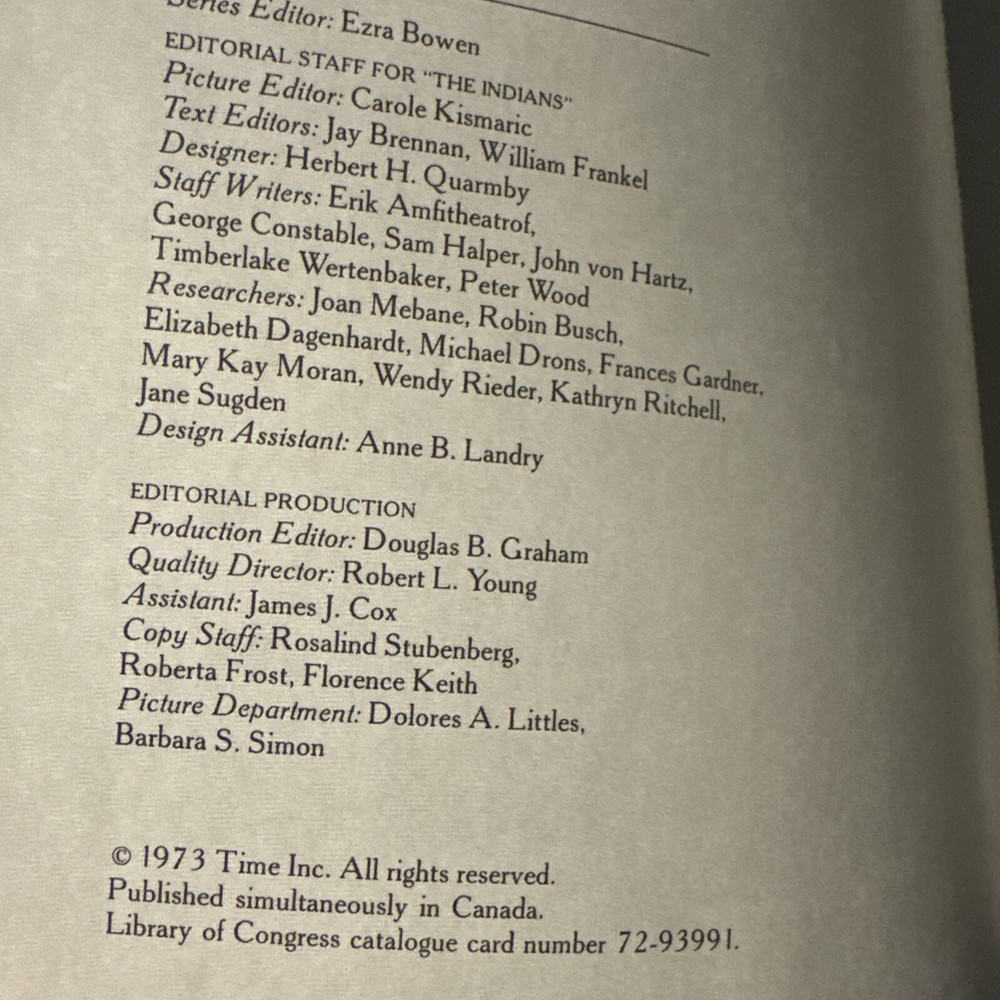 Series Editor: Ezra Bowen
EDITORIAL STAFF FOR "THE INDIANS"
Picture Editor: Carole Kismaric
Text Editors: Jay Brennan, William Frankel
Designer: Herbert H. Quarmby
Staff Writers: Erik Amfitheatrof,
George Constable, Sam Halper, John von Hartz,
Timberlake Wertenbaker, Peter Wood
Researchers: Joan Mebane, Robin Busch,
Elizabeth Dagenhardt, Michael Drons, Frances Gardner,
Mary Kay Moran, Wendy Rieder, Kathryn Ritchell,
Jane Sugden
Design Assistant: Anne B. Landry
EDITORIAL PRODUCTION
Production Editor: Douglas B. Graham
Quality Director: Robert L. Young
Assistant: James J. Cox
Copy Staff: Rosalind Stubenberg,
Roberta Frost, Florence Keith
Picture Department: Dolores A. Littles,
Barbara S. Simon
© 1973 Time Inc. All rights reserved.
Published simultaneously in Canada.
Library of Congress catalogue card number 72-93991.